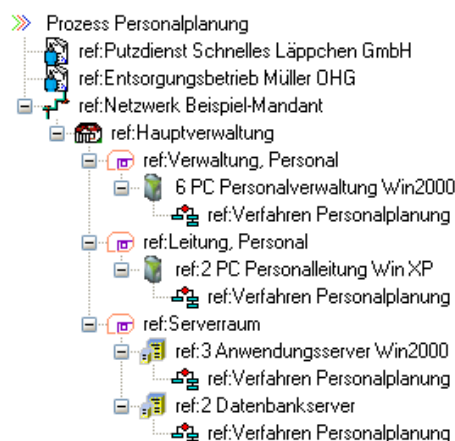 Prozess Personalplanung
ref:Putzdienst Schnelles Läppchen GmbH
ref:Entsorgungsbetrieb Müller OHG
ref:Netzwerk Beispiel-Mandant
ref:Hauptverwaltung
ref:Verwaltung, Personal
6 PC Personalverwaltung Win2000
ref:Verfahren Personalplanung
ref:Leitung, Personal
ref:2 PC Personalleitung Win XP
ref:Verfahren Personalplanung
ref:Serverraum
ref:3 Anwendungsserver Win2000
ref:Verfahren Personalplanung
ref:2 Datenbankserver
ref:Verfahren Personalplanung